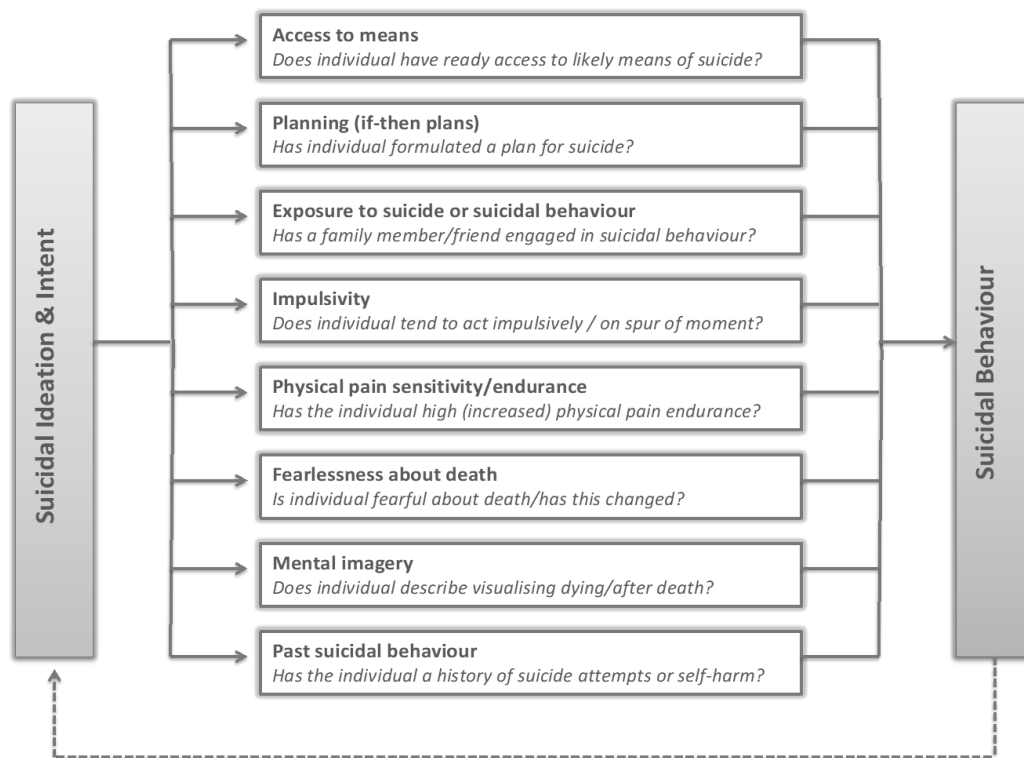 Suicidal Ideation & Intent
Access to means
Does individual have ready access to likely means of suicide?
Planning (if-then plans)
Has individual formulated a plan for suicide?
Exposure to suicide or suicidal behaviour
Has a family member/friend engaged in suicidal behaviour?
Impulsivity
Does individual tend to act impulsively / on spur of moment?
Physical pain sensitivity/endurance
Has the individual high (increased) physical pain endurance?
Fearlessness about death
Is individual fearful about death/has this changed?
Mental imagery
Does individual describe visualising dying/after death?
Past suicidal behaviour
Has the individual a history of suicide attempts or self-harm?
Suicidal Behaviour